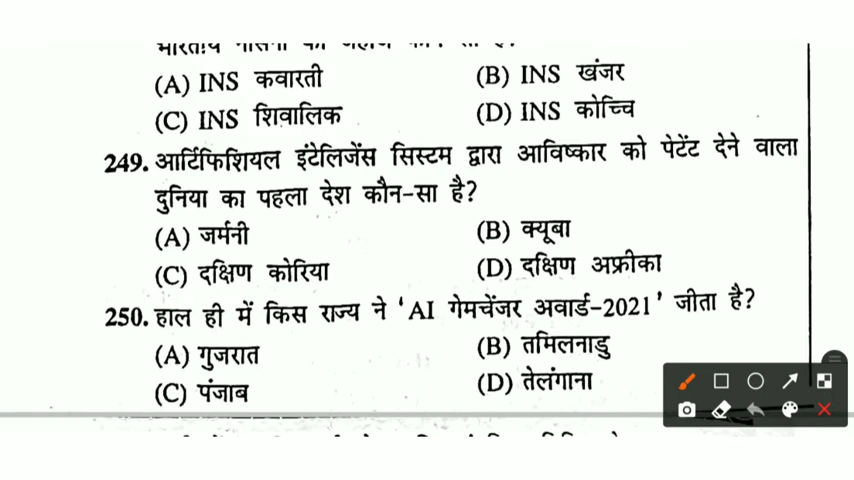 (A) INS कवारती (B) INS खंजर
(C) INS शिवालिक (D) INS कोच्चि
249. आर्टिफिशियल इंटेलिजेंस सिस्टम द्वारा आविष्कार को पेटेंट देने वाला
दुनिया का पहला देश कौन-सा है?
(A) जर्मनी (B) क्यूबा
(C) दक्षिण कोरिया (D) दक्षिण अफ्रीका
250. हाल ही में किस राज्य ने 'AI गेमचेंजर अवार्ड-2021' जीता है?
(A) गुजरात (B) तमिलनाडु
(C) पंजाब (D) तेलंगाना